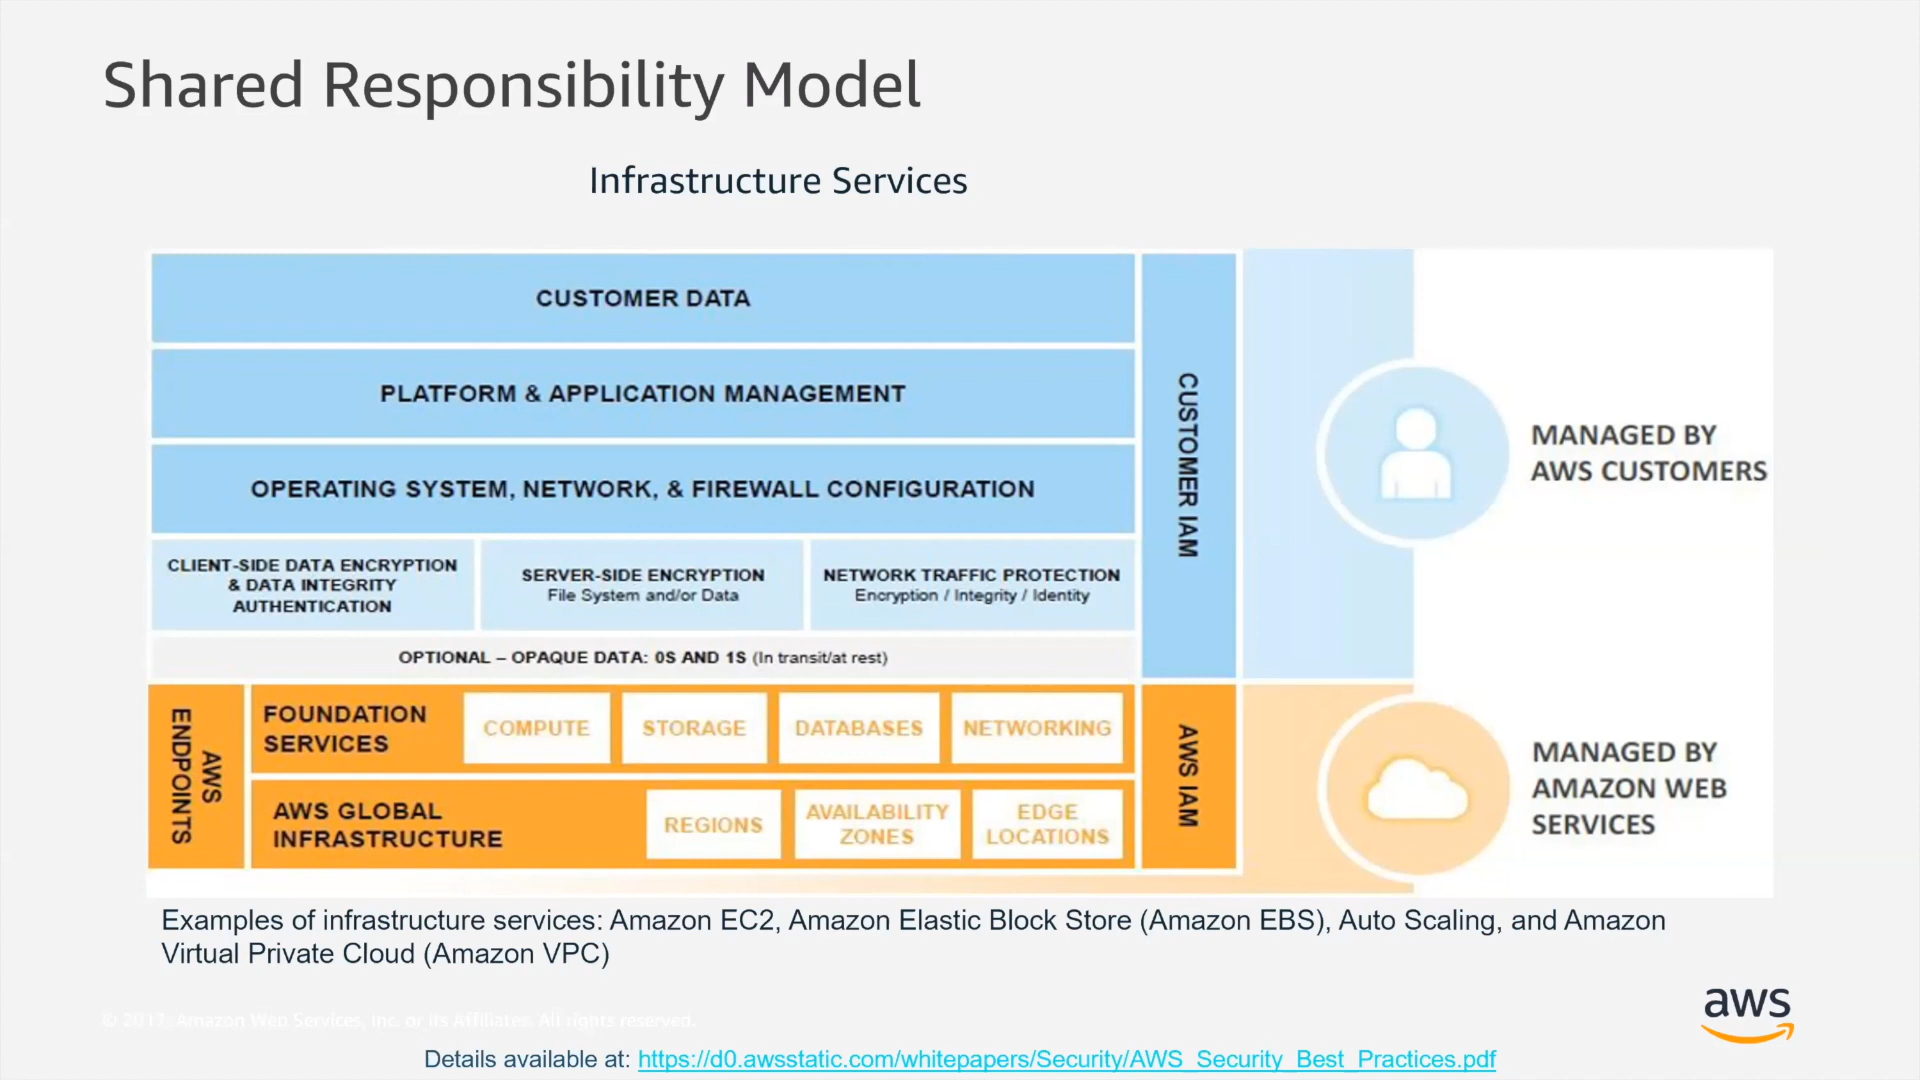 Shared Responsibility Model
Infrastructure Services
CUSTOMER DATA
PLATFORM & APPLICATION MANAGEMENT
OPERATING SYSTEM, NETWORK, & FIREWALL CONFIGURATION
CLIENT-SIDE DATA ENCRYPTION
& DATA INTEGRITY
AUTHENTICATION
SERVER-SIDE ENCRYPTION
File System and/or Data
NETWORK TRAFFIC PROTECTION
Encryption / Integrity / Identity
OPTIONAL – OPAQUE DATA: 0S AND 1S (In transit/at rest)
CUSTOMER IAM
MANAGED BY
AWS CUSTOMERS
AWS
ENDPOINTS
FOUNDATION
SERVICES
COMPUTE
STORAGE
DATABASES
NETWORKING
AWS GLOBAL
INFRASTRUCTURE
REGIONS
AVAILABILITY
ZONES
EDGE
LOCATIONS
AWS IAM
MANAGED BY
AMAZON WEB
SERVICES
Examples of infrastructure services: Amazon EC2, Amazon Elastic Block Store (Amazon EBS), Auto Scaling, and Amazon
Virtual Private Cloud (Amazon VPC)
© Amazon Web Services, Inc. or its Affiliates. All rights reserved.
aws
Details available at: https://d0.awsstatic.com/whitepapers/Security/AWS_Security_Best_Practices.pdf